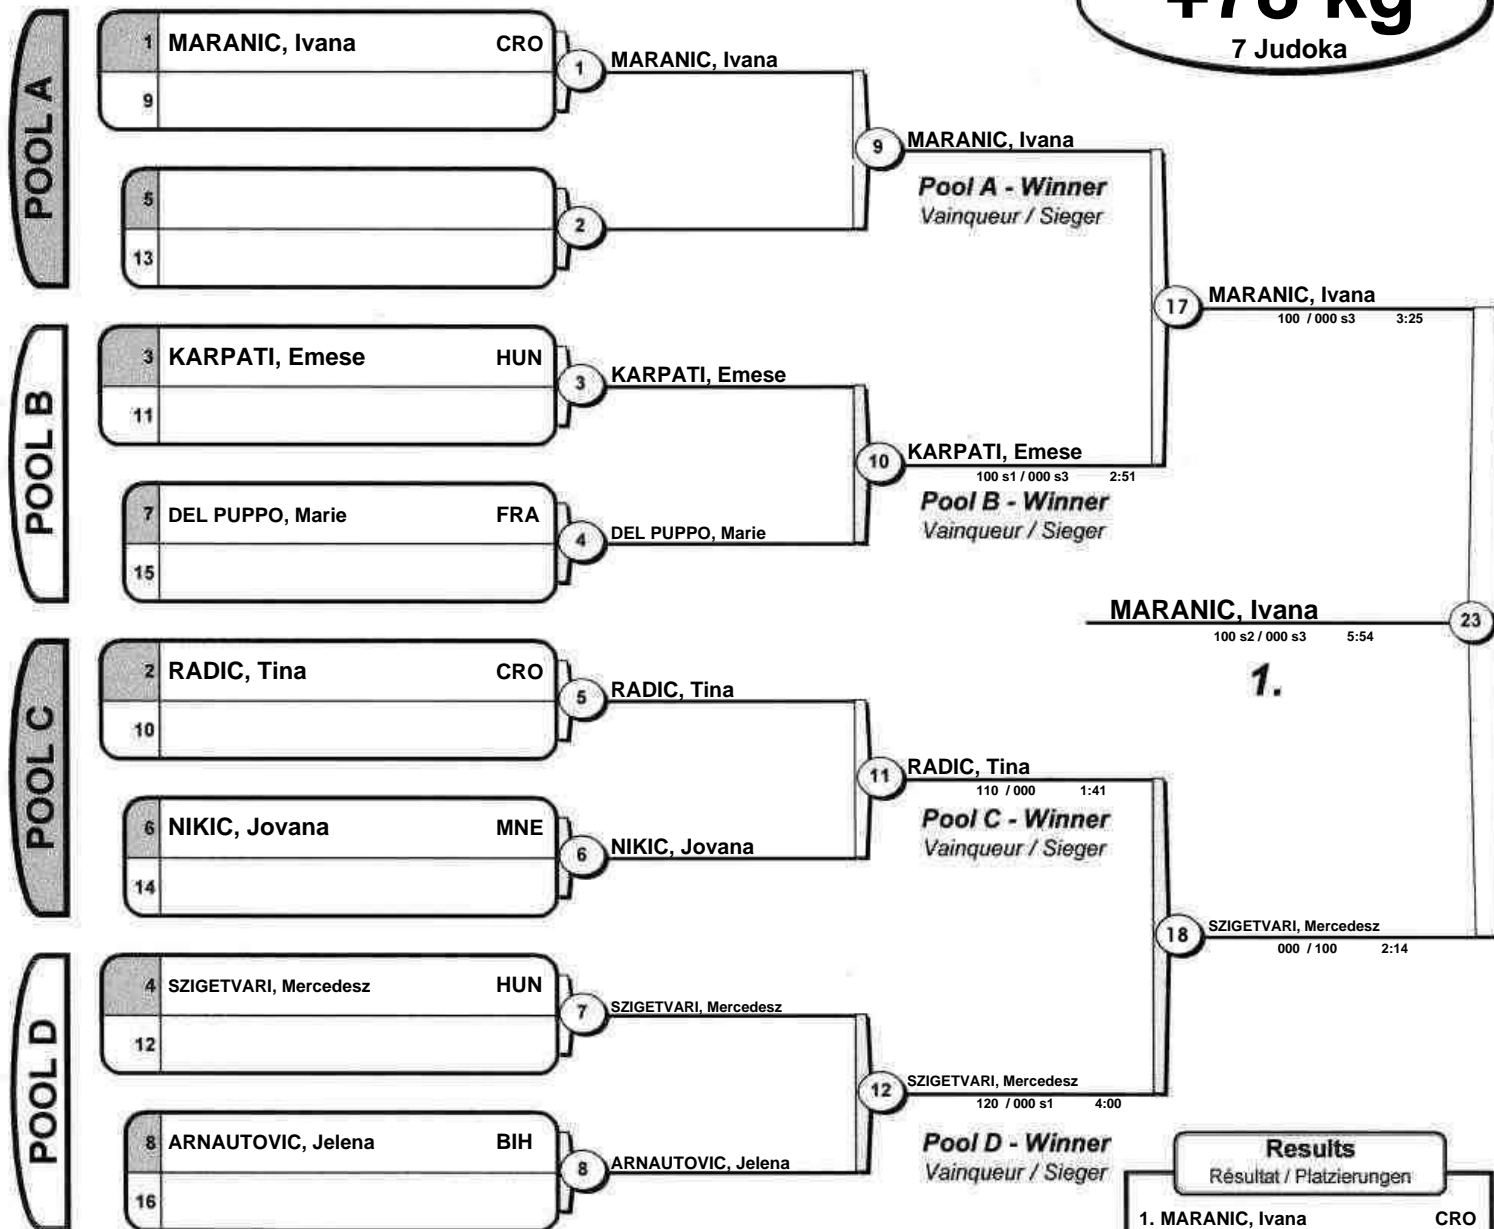 +78 kg
7 Judoka
POOL A
1 MARANIC, Ivana CRO
9
5
13
1 MARANIC, Ivana
2
9 MARANIC, Ivana
Pool A - Winner
Vainqueur / Sieger
POOL B
3 KARPATI, Emese HUN
11
7 DEL PUPPO, Marie FRA
15
3 KARPATI, Emese
4 DEL PUPPO, Marie
10 KARPATI, Emese
100 s1 / 000 s3 2:51
Pool B - Winner
Vainqueur / Sieger
17 MARANIC, Ivana
100 / 000 s3 3:25
MARANIC, Ivana 23
100 s2 / 000 s3 5:54
1.
POOL C
2 RADIC, Tina CRO
10
6 NIKIC, Jovana MNE
14
5 RADIC, Tina
6 NIKIC, Jovana
11 RADIC, Tina
110 / 000 1:41
Pool C - Winner
Vainqueur / Sieger
18 SZIGETVARI, Mercedesz
000 / 100 2:14
POOL D
4 SZIGETVARI, Mercedesz HUN
12
8 ARNAUTOVIC, Jelena BIH
16
7 SZIGETVARI, Mercedesz
8 ARNAUTOVIC, Jelena
12 SZIGETVARI, Mercedesz
120 / 000 s1 4:00
Pool D - Winner
Vainqueur / Sieger
Results
Résultat / Platzierungen
1. MARANIC, Ivana CRO